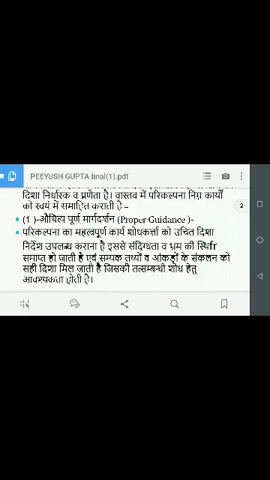 PEEYUSH GUPTA final(1).pdf
दिशा निर्धारक व प्रणेता है। वास्तव में परिकल्पना निम्न कार्यों
को स्वयं में समाहित कराती है –
2
(1 )-औचित्य पूर्ण मार्गदर्शन (Proper Guidance )-
परिकल्पना का महत्वपूर्ण कार्य शोधकर्त्ता को उचित दिशा
निर्देश उपलब्ध कराना है इससे संदिग्धता व भ्रम की स्थिति
समाप्त हो जाती है एवं सम्यक तथ्यों व आंकड़ों के संकलन को
सही दिशा मिल जाती है जिसकी तत्सम्बन्धी शोध हेतु
आवश्यकता होती है।